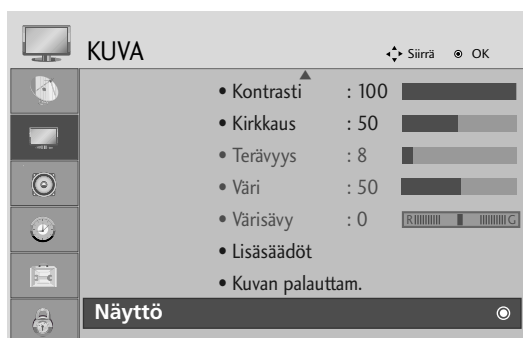 KUVA Siirrä OK
• Kontrasti : 100
• Kirkkaus : 50
• Terävyys : 8
• Väri : 50
• Värisävy : 0 R G
• Lisäsäädöt
• Kuvan palauttam.
Näyttö